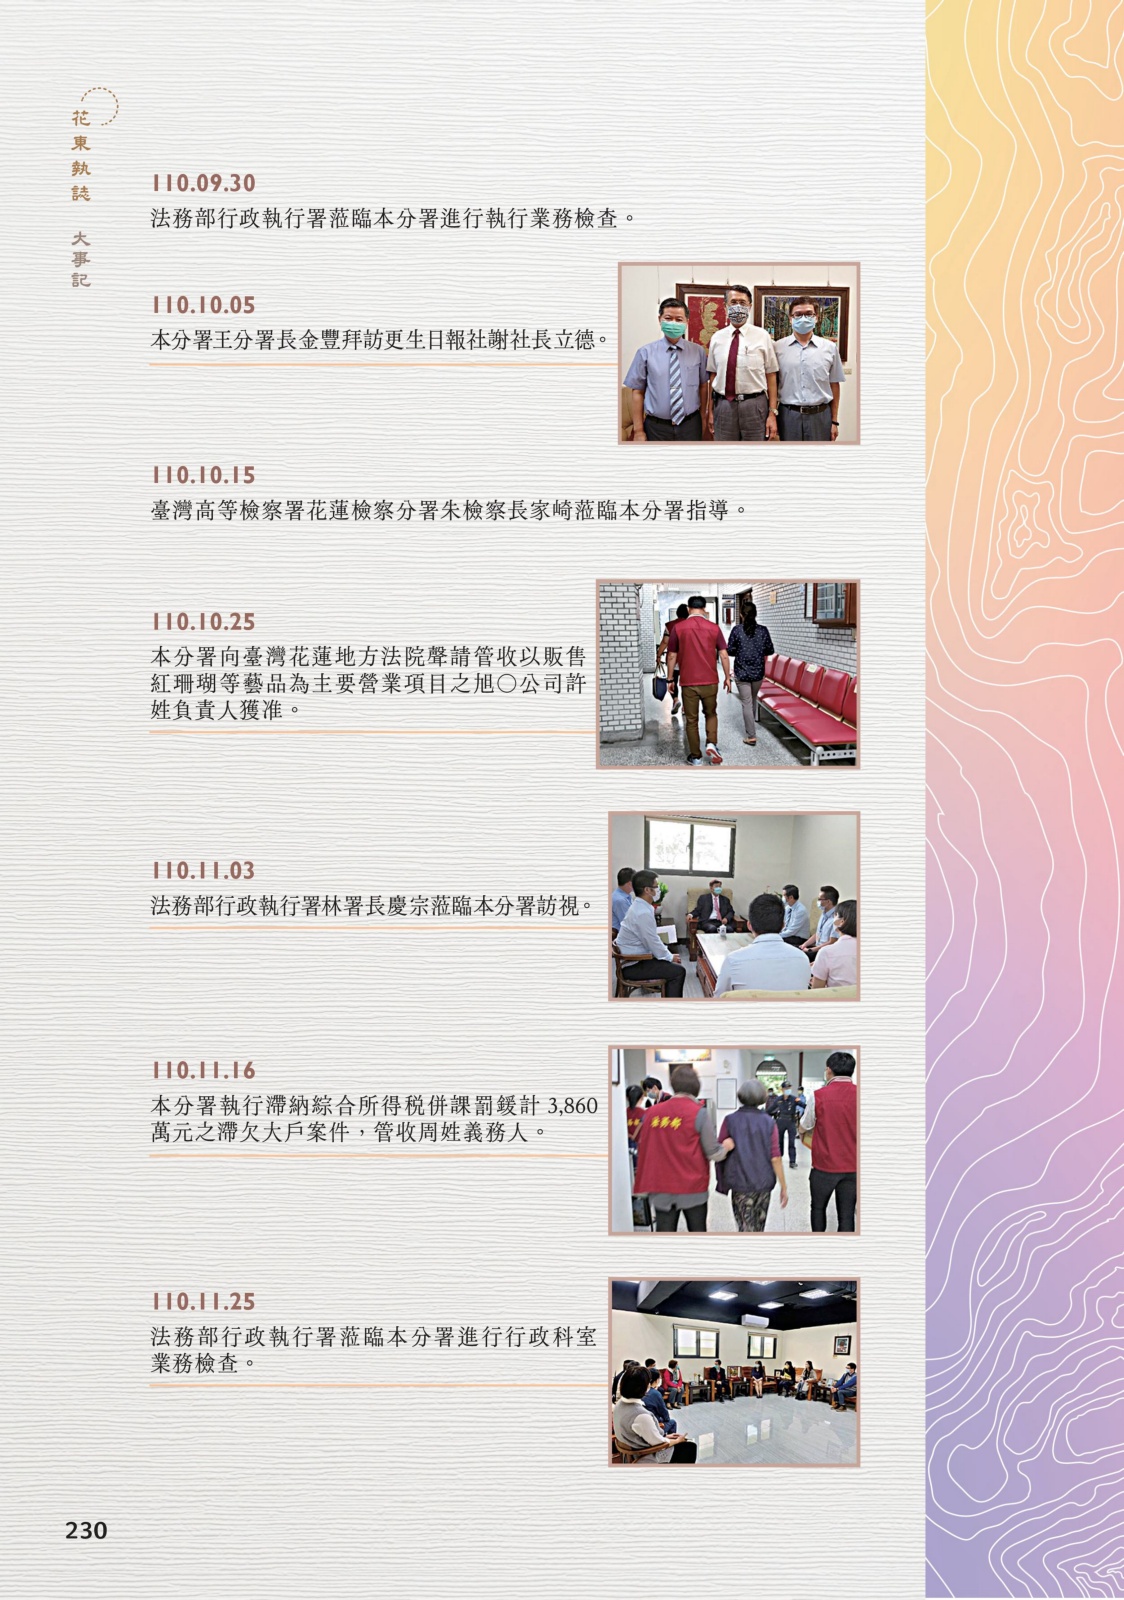 花東執誌 大事記
110.09.30
法務部行政執行署蒞臨本分署進行執行業務檢查。
110.10.05
本分署王分署長金豐拜訪更生日報社謝社長立德。
110.10.15
臺灣高等檢察署花蓮檢察分署朱檢察長家崎蒞臨本分署指導。
110.10.25
本分署向臺灣花蓮地方法院聲請管收以販售
紅珊瑚等藝品為主要營業項目之旭○公司許
姓負責人獲准。
110.11.03
法務部行政執行署林署長慶宗蒞臨本分署訪視。
110.11.16
本分署執行滯納綜合所得稅併課罰鍰計 3,860
萬元之滯欠大戶案件，管收周姓義務人。
法務部
110.11.25
法務部行政執行署蒞臨本分署進行行政科室
業務檢查。
230